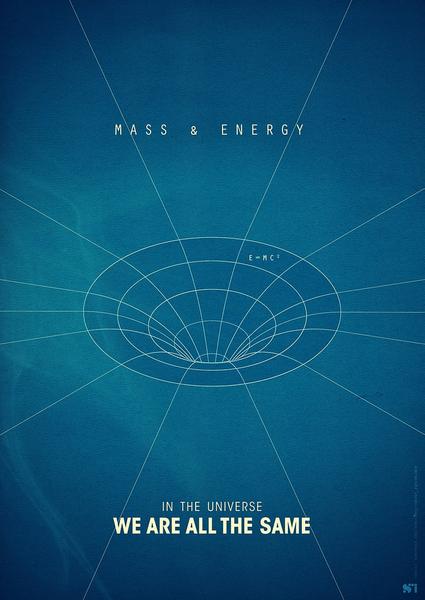 MASS & ENERGY
E=MC²
IN THE UNIVERSE
WE ARE ALL THE SAME